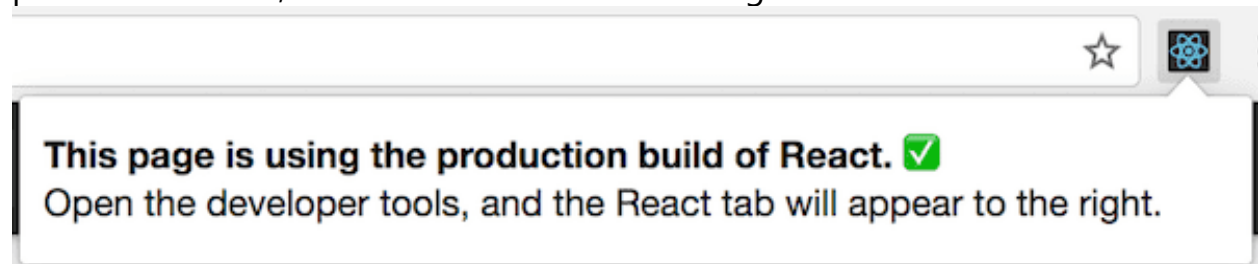 This page is using the production build of React. ✅
Open the developer tools, and the React tab will appear to the right.